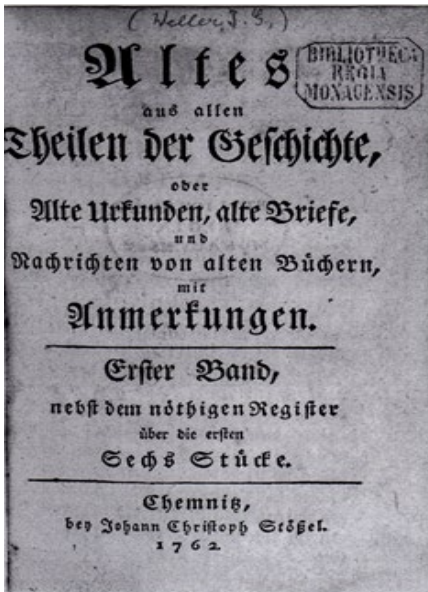 (Weller, J. G.,)
Altes
BIBLIOTHECA
REGIA
MONACENSIS
aus allen
Theilen der Geschichte,
oder
Alte Urkunden, alte Briefe,
und
Nachrichten von alten Büchern,
mit
Anmerkungen.
Erster Band,
nebst dem nöthigen Register
über die ersten
Sechs Stücke.
Chemnitz,
bey Johann Christoph Stößel.
1762.